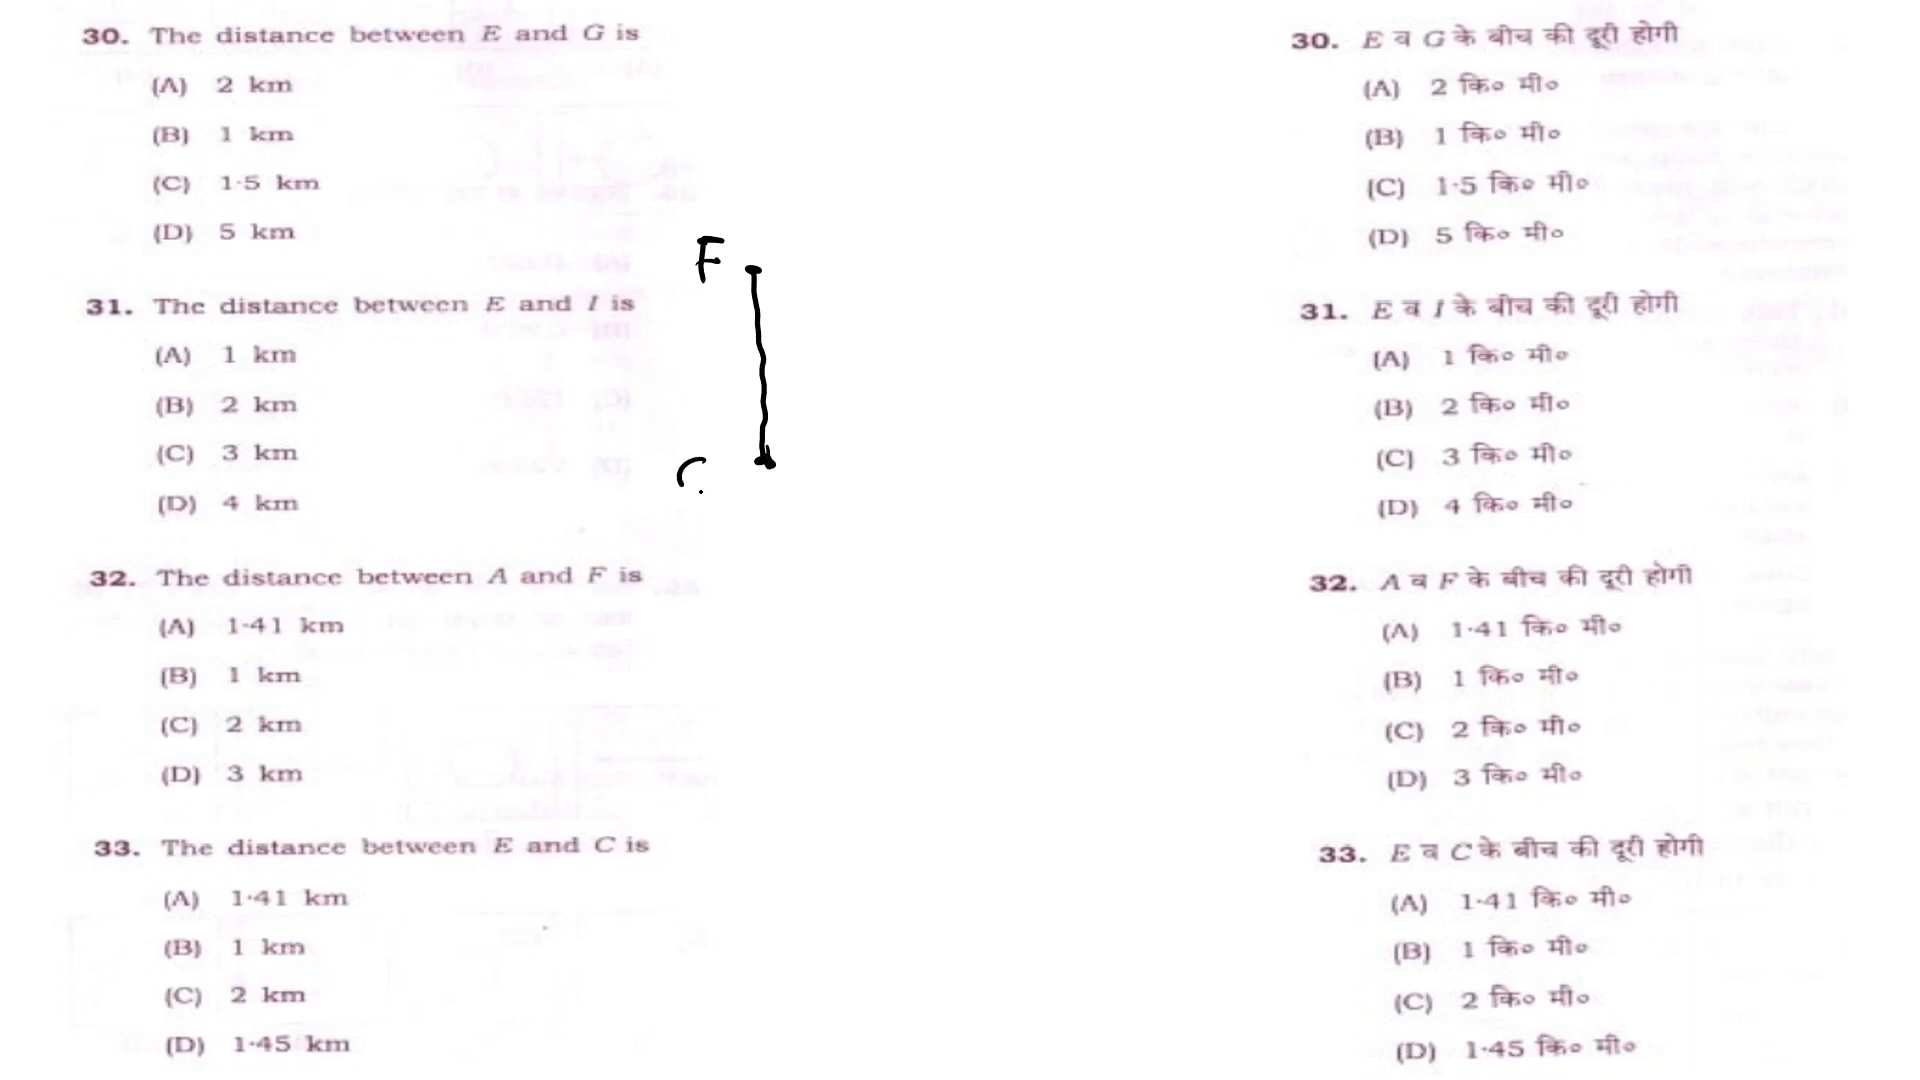 30. The distance between E and G is
(A) 2 km
(B) 1 km
(C) 1·5 km
(D) 5 km
31. The distance between E and I is
(A) 1 km
(B) 2 km
(C) 3 km
(D) 4 km
32. The distance between A and F is
(A) 1·41 km
(B) 1 km
(C) 2 km
(D) 3 km
33. The distance between E and C is
(A) 1·41 km
(B) 1 km
(C) 2 km
(D) 1·45 km
F
30. E व G के बीच की दूरी होगी
(A) 2 कि० मी०
(B) 1 कि० मी०
(C) 1·5 कि० मी०
(D) 5 कि० मी०
31. E व I के बीच की दूरी होगी
(A) 1 कि० मी०
(B) 2 कि० मी०
(C) 3 कि० मी०
(D) 4 कि० मी०
32. A व F के बीच की दूरी होगी
(A) 1·41 कि० मी०
(B) 1 कि० मी०
(C) 2 कि० मी०
(D) 3 कि० मी०
33. E व C के बीच की दूरी होगी
(A) 1·41 कि० मी०
(B) 1 कि० मी०
(C) 2 कि० मी०
(D) 1·45 कि० मी०